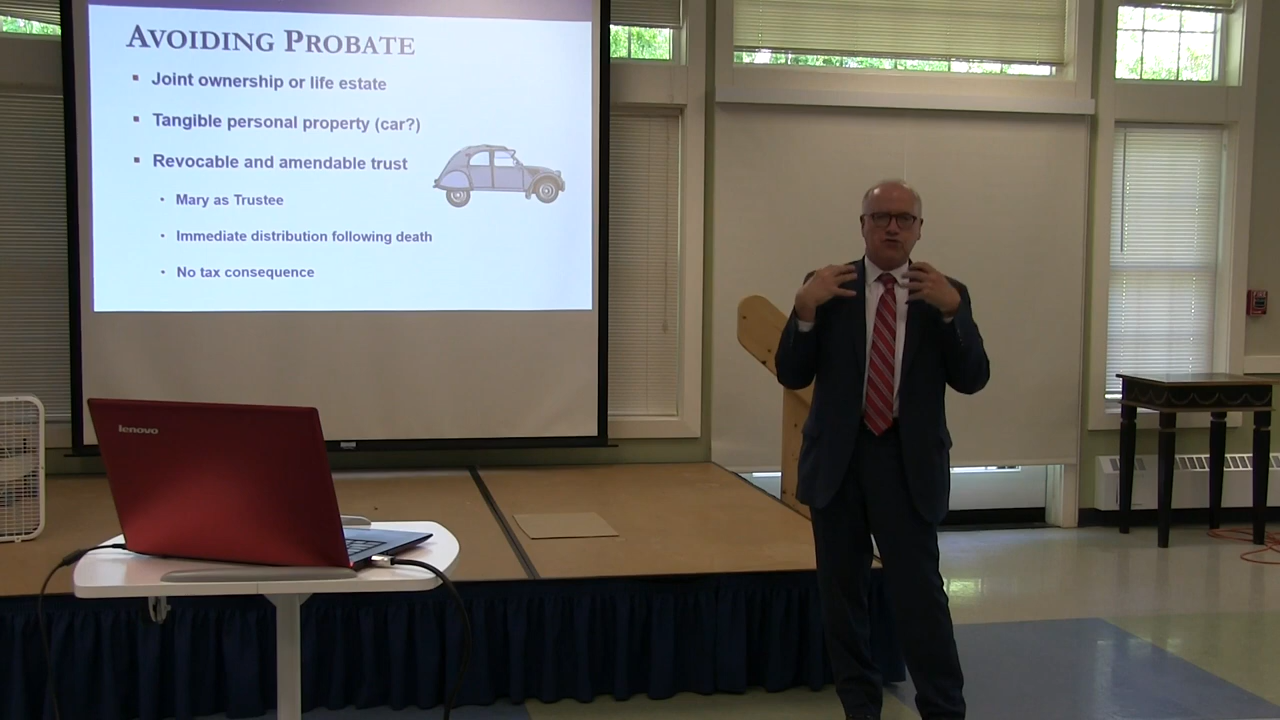 AVOIDING PROBATE
▪ Joint ownership or life estate
▪ Tangible personal property (car?)
▪ Revocable and amendable trust
• Mary as Trustee
• Immediate distribution following death
• No tax consequence
lenovo